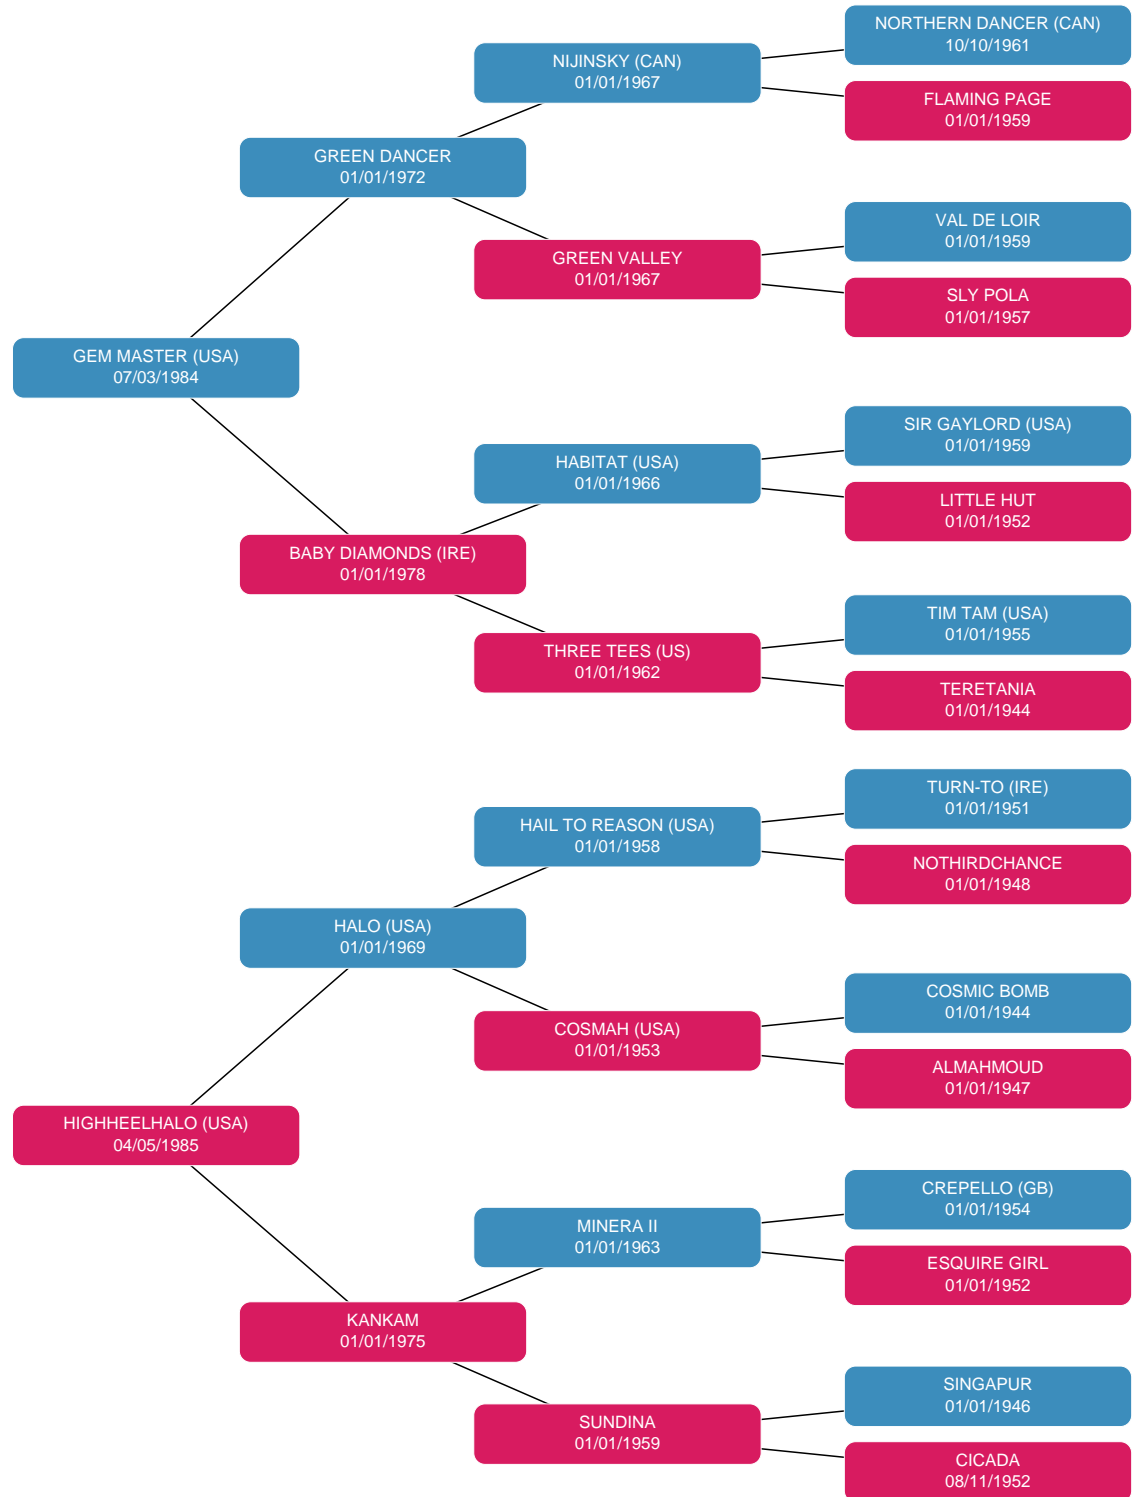 NORTHERN DANCER (CAN)
10/10/1961
NIJINSKY (CAN)
01/01/1967
FLAMING PAGE
01/01/1959
GREEN DANCER
01/01/1972
VAL DE LOIR
01/01/1959
GREEN VALLEY
01/01/1967
SLY POLA
01/01/1957
GEM MASTER (USA)
07/03/1984
SIR GAYLORD (USA)
01/01/1959
HABITAT (USA)
01/01/1966
LITTLE HUT
01/01/1952
BABY DIAMONDS (IRE)
01/01/1978
TIM TAM (USA)
01/01/1955
THREE TEES (US)
01/01/1962
TERETANIA
01/01/1944
TURN-TO (IRE)
01/01/1951
HAIL TO REASON (USA)
01/01/1958
NOTHIRDCHANCE
01/01/1948
HALO (USA)
01/01/1969
COSMIC BOMB
01/01/1944
COSMAH (USA)
01/01/1953
ALMAHMOUD
01/01/1947
HIGHHEELHALO (USA)
04/05/1985
CREPELLO (GB)
01/01/1954
MINERA II
01/01/1963
ESQUIRE GIRL
01/01/1952
KANKAM
01/01/1975
SINGAPUR
01/01/1946
SUNDINA
01/01/1959
CICADA
08/11/1952